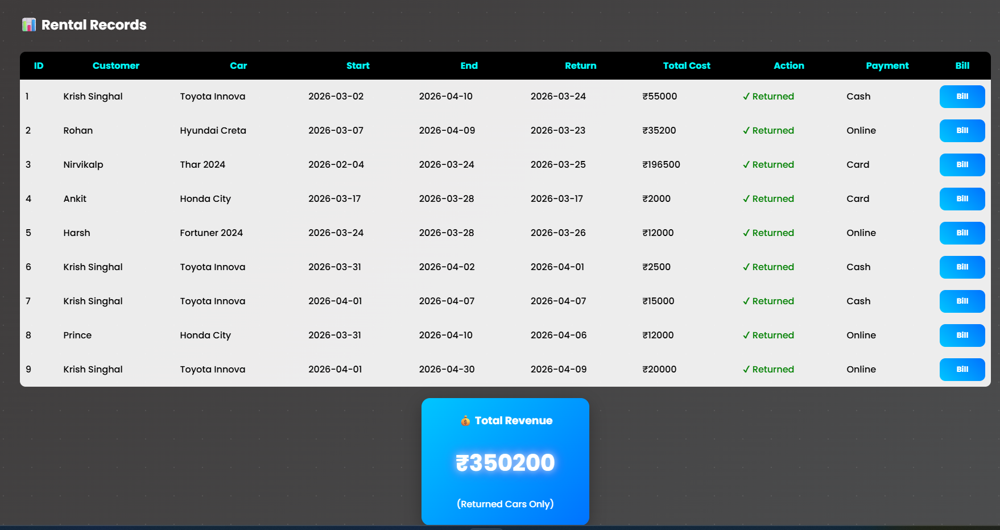 📊 Rental Records
ID Customer Car Start End Return Total Cost Action Payment Bill
1 Krish Singhal Toyota Innova 2026-03-02 2026-04-10 2026-03-24 ₹55000 ✓ Returned Cash Bill
2 Rohan Hyundai Creta 2026-03-07 2026-04-09 2026-03-23 ₹35200 ✓ Returned Online Bill
3 Nirvikalp Thar 2024 2026-02-04 2026-03-24 2026-03-25 ₹196500 ✓ Returned Card Bill
4 Ankit Honda City 2026-03-17 2026-03-28 2026-03-17 ₹2000 ✓ Returned Card Bill
5 Harsh Fortuner 2024 2026-03-24 2026-03-28 2026-03-26 ₹12000 ✓ Returned Online Bill
6 Krish Singhal Toyota Innova 2026-03-31 2026-04-02 2026-04-01 ₹2500 ✓ Returned Cash Bill
7 Krish Singhal Toyota Innova 2026-04-01 2026-04-07 2026-04-07 ₹15000 ✓ Returned Cash Bill
8 Prince Honda City 2026-03-31 2026-04-10 2026-04-06 ₹12000 ✓ Returned Online Bill
9 Krish Singhal Toyota Innova 2026-04-01 2026-04-30 2026-04-09 ₹20000 ✓ Returned Online Bill
💰 Total Revenue
₹350200
(Returned Cars Only)